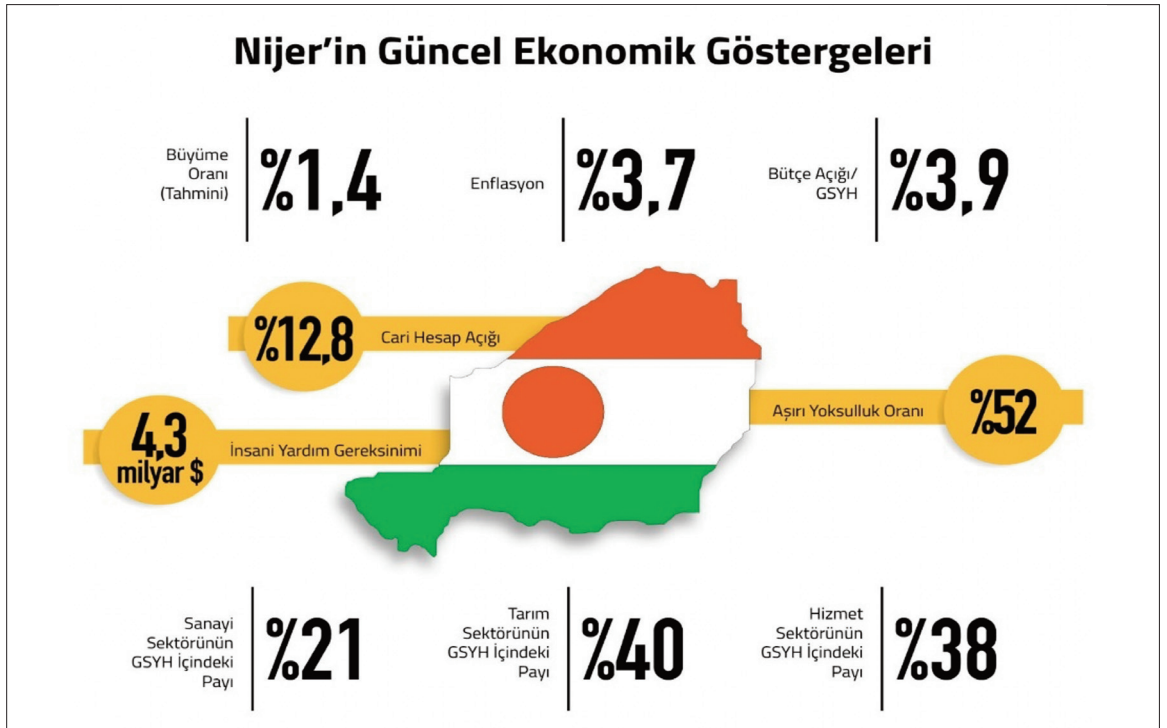 Nijer’in Güncel Ekonomik Göstergeleri
Büyüme
Oranı
(Tahmini)
%1,4
Enflasyon
%3,7
Bütçe Açığı/
GSYH
%3,9
%12,8
Cari Hesap Açığı
4,3
milyar $
İnsani Yardım Gereksinimi
Aşırı Yoksulluk Oranı
%52
Sanayi
Sektörünün
GSYH İçindeki
Payı
%21
Tarım
Sektörünün
GSYH İçindeki
Payı
%40
Hizmet
Sektörünün
GSYH İçindeki
Payı
%38